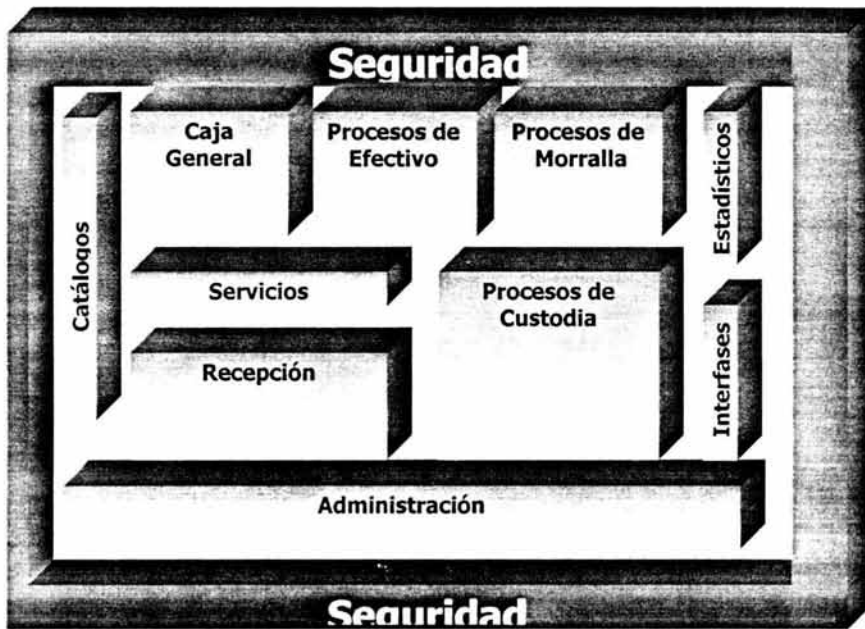 Seguridad
Caja
General
Procesos de
Efectivo
Procesos de
Morralla
Estadísticos
Catálogos
Servicios
Procesos de
Custodia
Recepción
Interfases
Administración
Seguridad